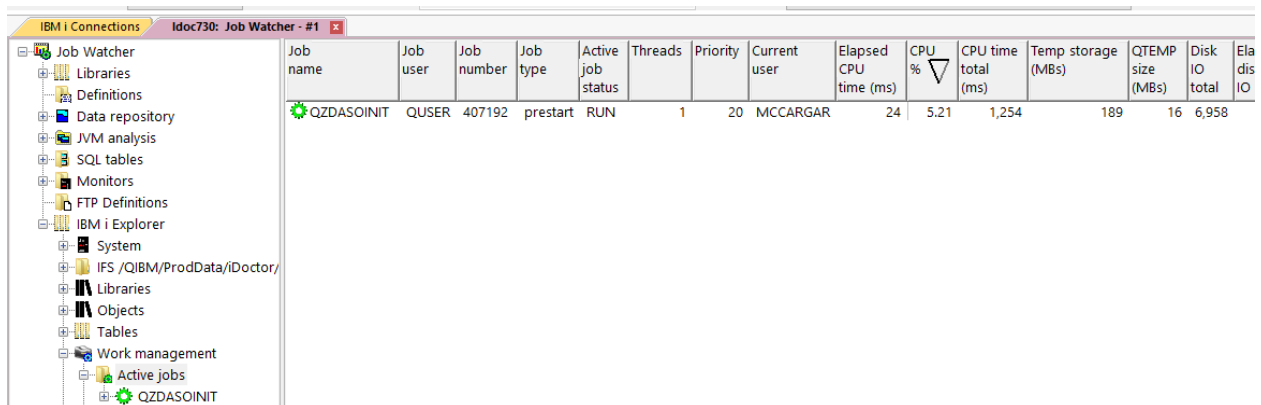 IBM i Connections
Idoc730: Job Watcher - #1
Job Watcher
Libraries
Definitions
Data repository
JVM analysis
SQL tables
Monitors
FTP Definitions
IBM i Explorer
System
IFS /QIBM/ProdData/iDoctor/
Libraries
Objects
Tables
Work management
Active jobs
QZDASOINIT
Job name Job user Job number Job type Active job status Threads Priority Current user Elapsed CPU time (ms) CPU % CPU time total (ms) Temp storage (MBs) QTEMP size (MBs) Disk IO total Ela dis IO
QZDASOINIT QUSER 407192 prestart RUN 1 20 MCCARGAR 24 5.21 1,254 189 16 6,958